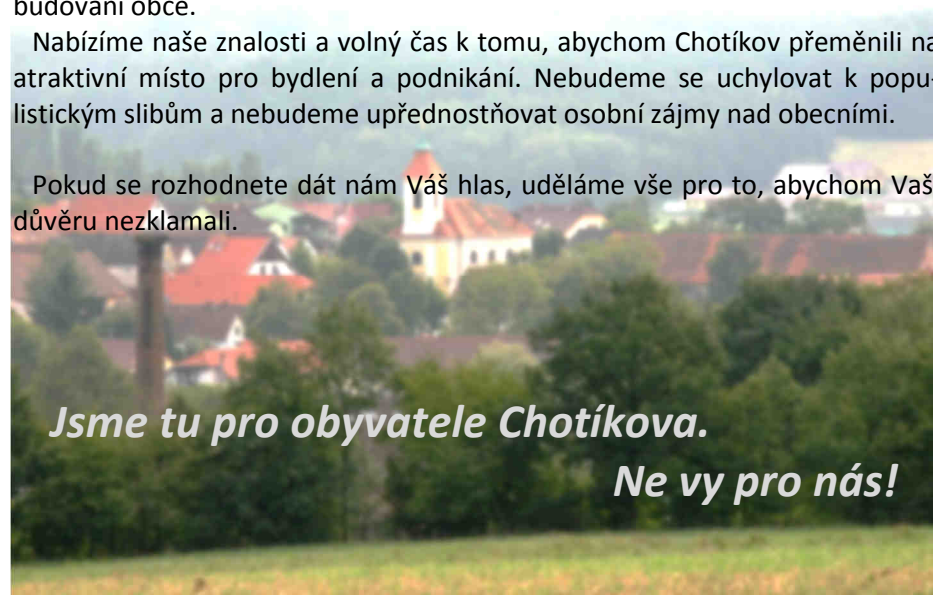 budování obce.
Nabízíme naše znalosti a volný čas k tomu, abychom Chotíkov přeměnili na
atraktivní místo pro bydlení a podnikání. Nebudeme se uchylovat k popu-
listickým slibům a nebudeme upřednostňovat osobní zájmy nad obecními.
Pokud se rozhodnete dát nám Váš hlas, uděláme vše pro to, abychom Vaši
důvěru nezklamali.
Jsme tu pro obyvatele Chotíkova.
Ne vy pro nás!